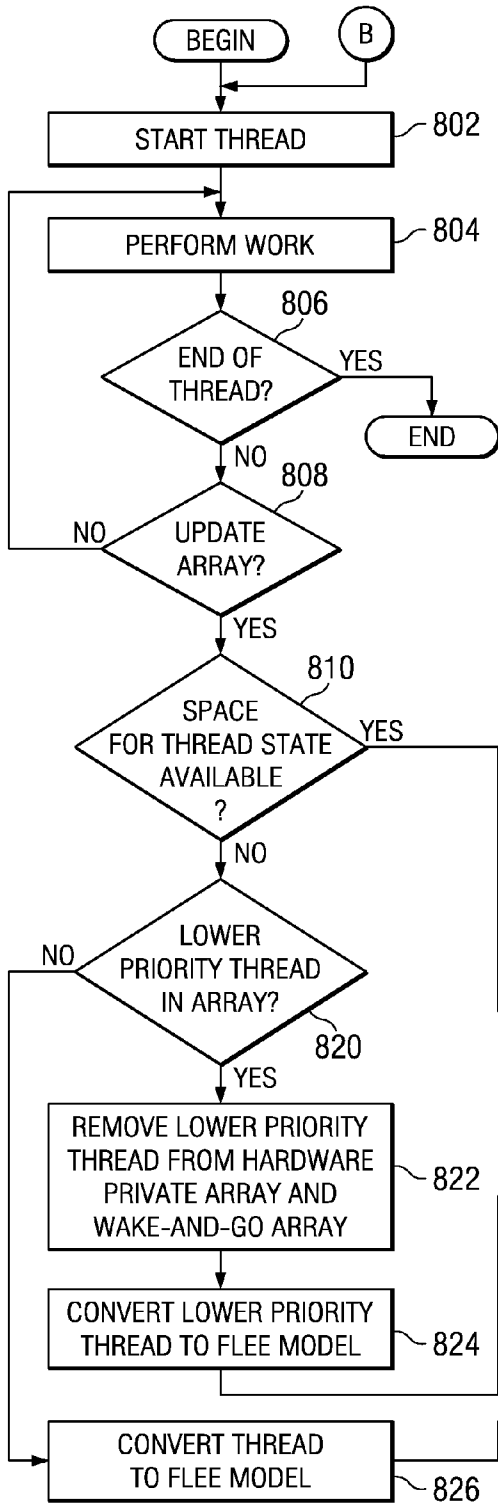 BEGIN
B
START THREAD
802
PERFORM WORK
804
806
END OF
THREAD?
YES
END
NO
808
NO
UPDATE
ARRAY?
YES
810
SPACE
FOR THREAD STATE
AVAILABLE
?
YES
NO
NO
LOWER
PRIORITY THREAD
IN ARRAY?
820
YES
REMOVE LOWER PRIORITY
THREAD FROM HARDWARE
PRIVATE ARRAY AND
WAKE-AND-GO ARRAY
822
CONVERT LOWER PRIORITY
THREAD TO FLEE MODEL
824
CONVERT THREAD
TO FLEE MODEL
826